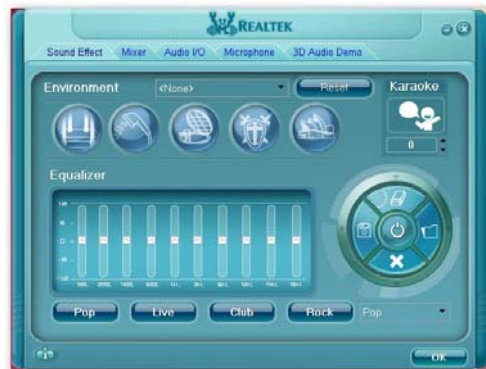 REALTEK
Sound Effect Mixer Audio I/O Microphone 3D Audio Demo
Environment <None> Reset Karaoke
0
Equalizer
Pop Live Club Rock Pop
OK